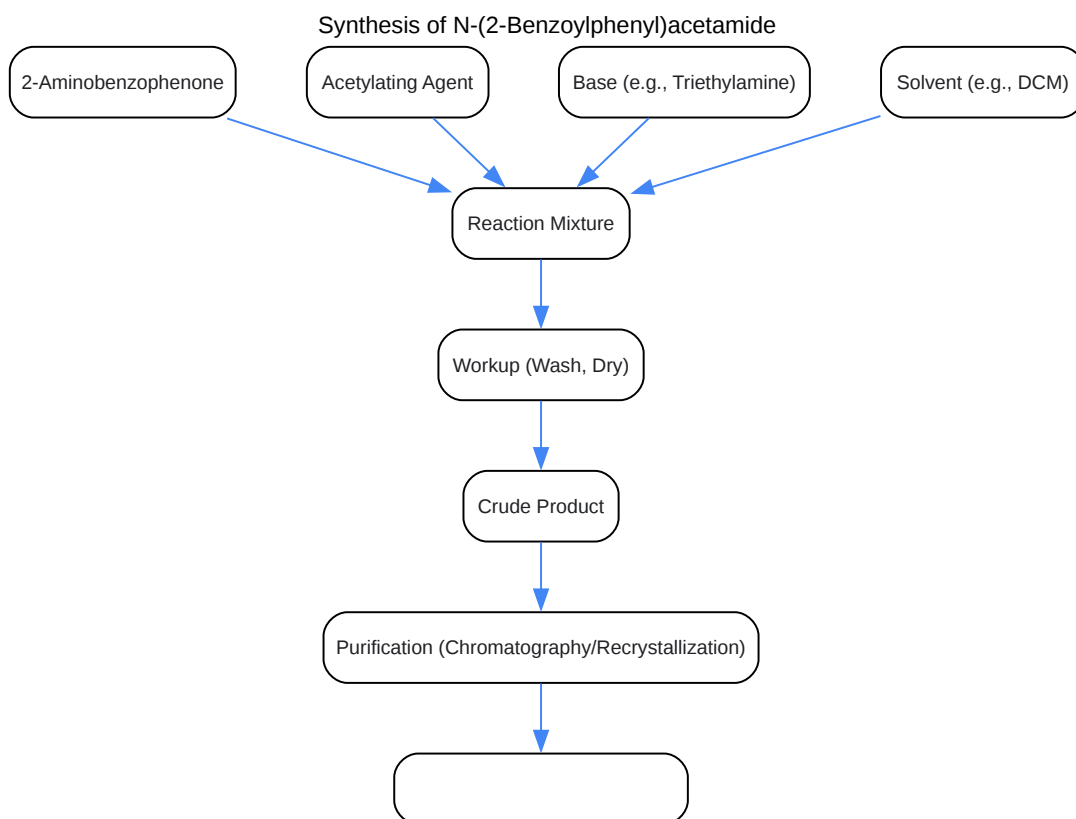 Synthesis of N-(2-Benzoylphenyl)acetamide
2-Aminobenzophenone
Acetylating Agent
Base (e.g., Triethylamine)
Solvent (e.g., DCM)
Reaction Mixture
Workup (Wash, Dry)
Crude Product
Purification (Chromatography/Recrystallization)